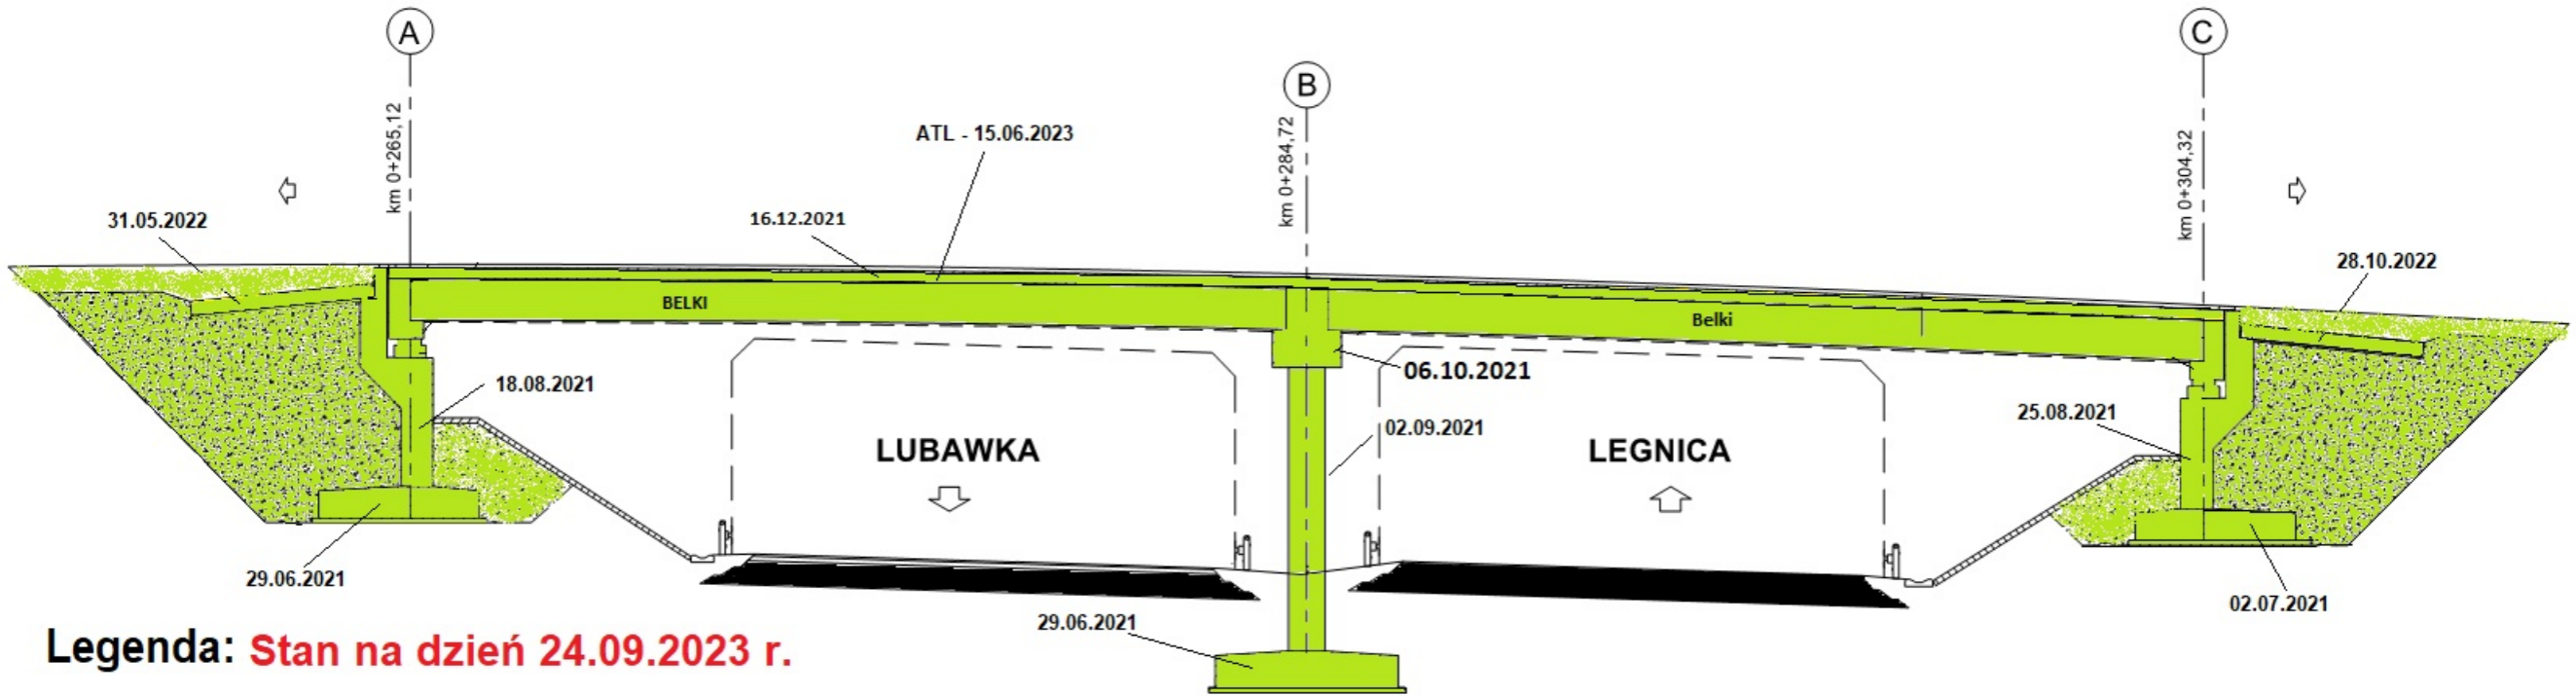 A
B
C
km 0+265,12
km 0+284,72
km 0+304,32
ATL - 15.06.2023
31.05.2022
16.12.2021
28.10.2022
BELKI
Belki
06.10.2021
18.08.2021
25.08.2021
02.09.2021
LUBAWKA
LEGNICA
29.06.2021
02.07.2021
29.06.2021
Legenda: Stan na dzień 24.09.2023 r.